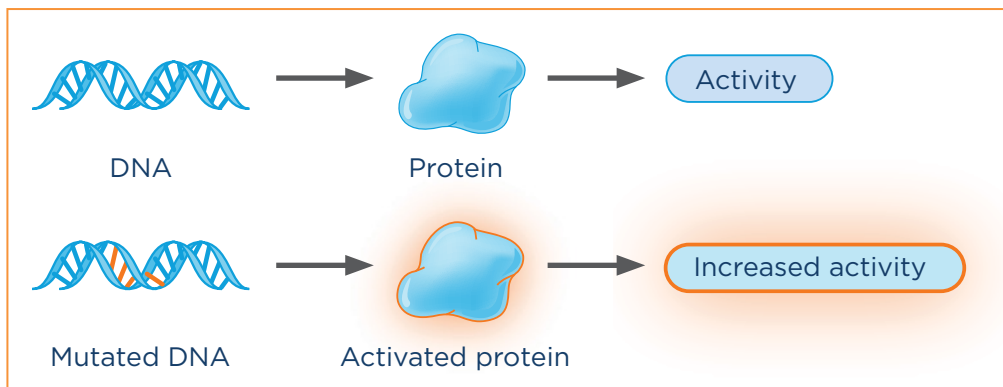 Activity
DNA
Protein
Increased activity
Mutated DNA
Activated protein